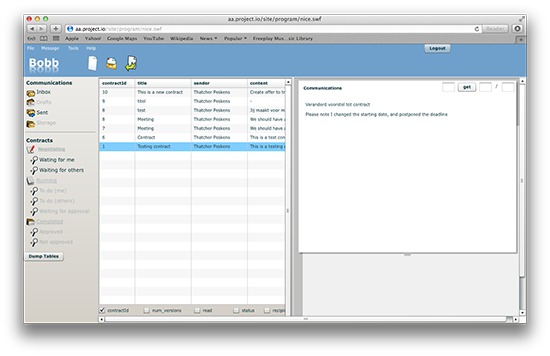 aa.project.io/site/program/nice.swf
aa.project.io/site/program/nice.swf
Reader
Apple Yahoo! Google Maps YouTube Wikipedia News Popular Freeplay Mus...sic Library
File Message Tools Help
Logout
Bobb
Communications
Inbox
Drafts
Sent
Storage
Contracts
Negotiating
Waiting for me
Waiting for others
Running
To do (me)
To do (others)
Waiting for approval
Completed
Approved
Not approved
Dump Tables
contractId title sender content
10 This is a new contract Thatcher Peskens Create offer to tr
9 titel Thatcher Peskens -
8 test Thatcher Peskens Jij maakt voor m
8 Meeting Thatcher Peskens We should have a
7 Meeting Thatcher Peskens We should have a
6 Contract Thatcher Peskens This is a test con
1 Testing contract Thatcher Peskens This is a testing
contractId num_versions read status recipi
Communications
get /
Veranderd voorstel tot contract
Please note I changed the starting date, and postponed the deadline